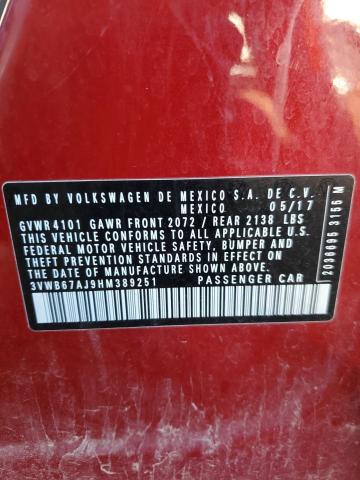 MFD BY VOLKSWAGEN DE MEXICO S.A. DE C.V.
MEXICO 05/17
GVWR 4101 GAWR FRONT 2072 / REAR 2138 LBS
THIS VEHICLE CONFORMS TO ALL APPLICABLE U.S.
FEDERAL MOTOR VEHICLE SAFETY, BUMPER AND
THEFT PREVENTION STANDARDS IN EFFECT ON
THE DATE OF MANUFACTURE SHOWN ABOVE.
3VWB67AJ9HM389251 PASSENGER CAR
2036095 3156 M